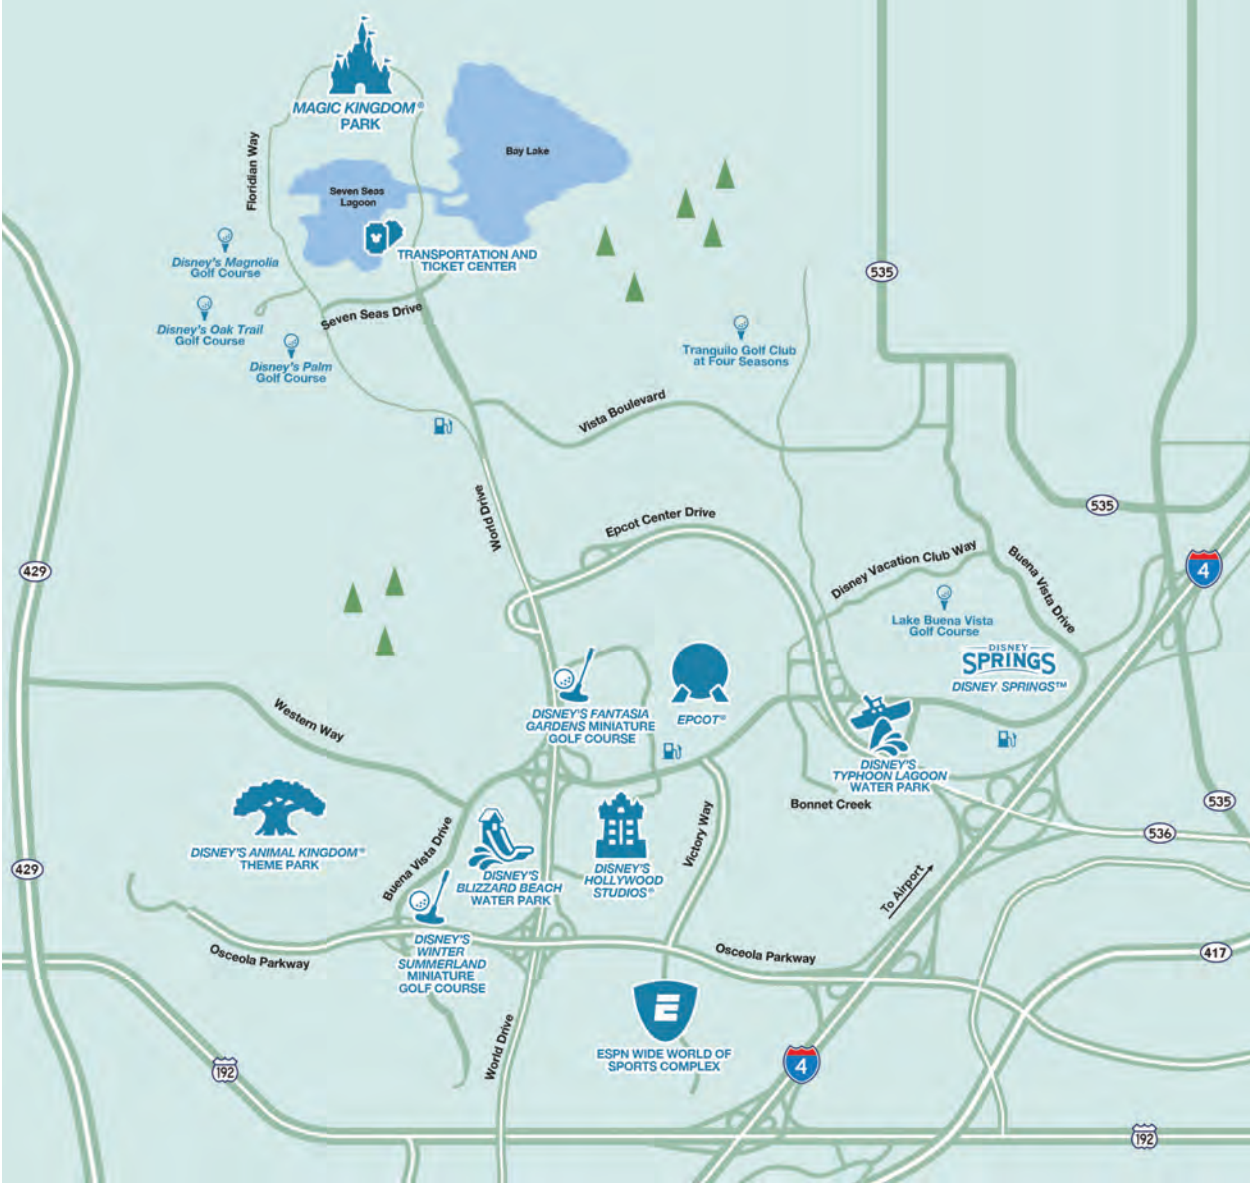 MAGIC KINGDOM®
PARK
Floridian Way
Bay Lake
Seven Seas
Lagoon
TRANSPORTATION AND
TICKET CENTER
Disney's Magnolia
Golf Course
535
Disney's Oak Trail
Golf Course
Seven Seas Drive
Disney's Palm
Golf Course
Tranquilo Golf Club
at Four Seasons
Vista Boulevard
World Drive
Epcot Center Drive
535
Disney Vacation Club Way
Buena Vista Drive
4
429
Lake Buena Vista
Golf Course
DISNEY
SPRINGS
DISNEY SPRINGS™
Western Way
DISNEY'S FANTASIA
GARDENS MINIATURE
GOLF COURSE
EPCOT®
DISNEY'S
TYPHOON LAGOON
WATER PARK
Bonnet Creek
535
536
DISNEY'S ANIMAL KINGDOM®
THEME PARK
429
Buena Vista Drive
DISNEY'S
BLIZZARD BEACH
WATER PARK
DISNEY'S
HOLLYWOOD
STUDIOS®
Victory Way
To Airport
Osceola Parkway
DISNEY'S
WINTER
SUMMERLAND
MINIATURE
GOLF COURSE
Osceola Parkway
417
E
ESPN WIDE WORLD OF
SPORTS COMPLEX
World Drive
192
4
192